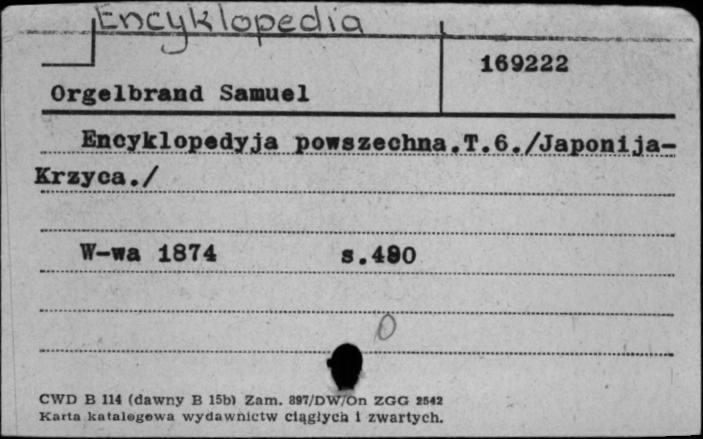 Encyklopedia
169222
Orgelbrand Samuel
Encyklopedyja powszechna.T.6./Japonija-
Krzyca./
W-wa 1874 s.490
0
CWD B 114 (dawny B 15b) Zam. 897/DW/On ZGG 2542
Karta katalogowa wydawnictw ciągłych i zwartych.